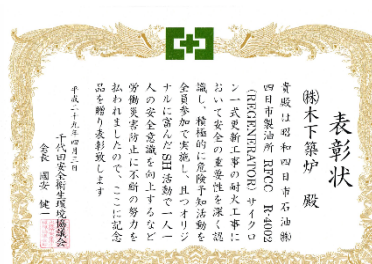 表彰状
㈱木下築炉 殿
貴殿は昭和四日市石油㈱
四日市製油所 RFCC R-4002
(REGENERATOR) サイクロ
ン一式更新工事の耐火工事に
おいて安全の重要性を深く認
識し、積極的に危険予知活動を
全員参加で実施し、且つオリジ
ナルに富んだSH活動で一人一
人の安全意識を向上するなど
労働災害防止に不断の努力を
払われましたので、ここに記念
品を贈り表彰致します
平成二十九年四月二日
千代田安全衛生環境協議会
会長 國安 健一